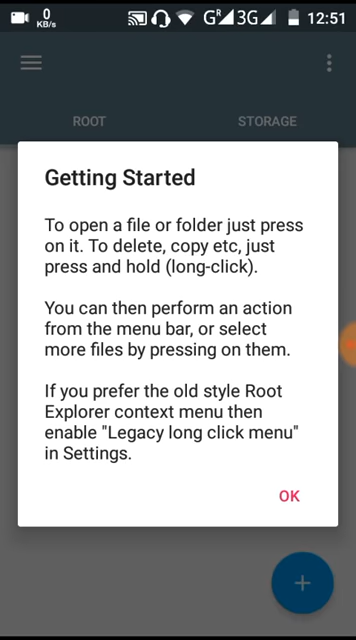 0
KB/s
G R 3G 12:51
ROOT STORAGE
Getting Started
To open a file or folder just press
on it. To delete, copy etc, just
press and hold (long-click).
You can then perform an action
from the menu bar, or select
more files by pressing on them.
If you prefer the old style Root
Explorer context menu then
enable "Legacy long click menu"
in Settings.
OK